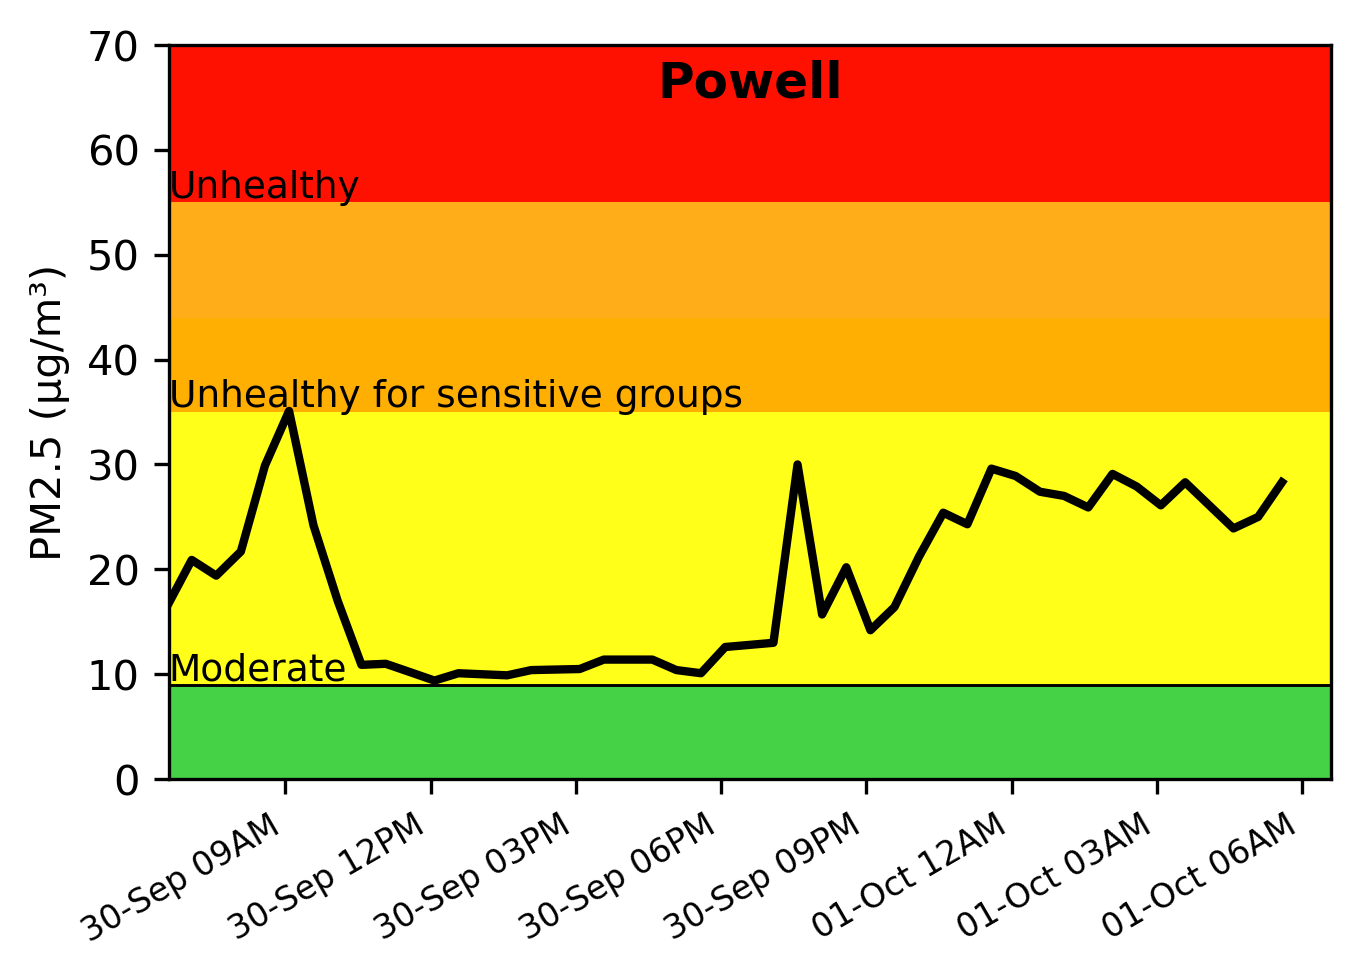 Powell
PM2.5 (µg/m³)
70
60
50
40
30
20
10
0
Unhealthy
Unhealthy for sensitive groups
Moderate
30-Sep 09AM
30-Sep 12PM
30-Sep 03PM
30-Sep 06PM
30-Sep 09PM
01-Oct 12AM
01-Oct 03AM
01-Oct 06AM